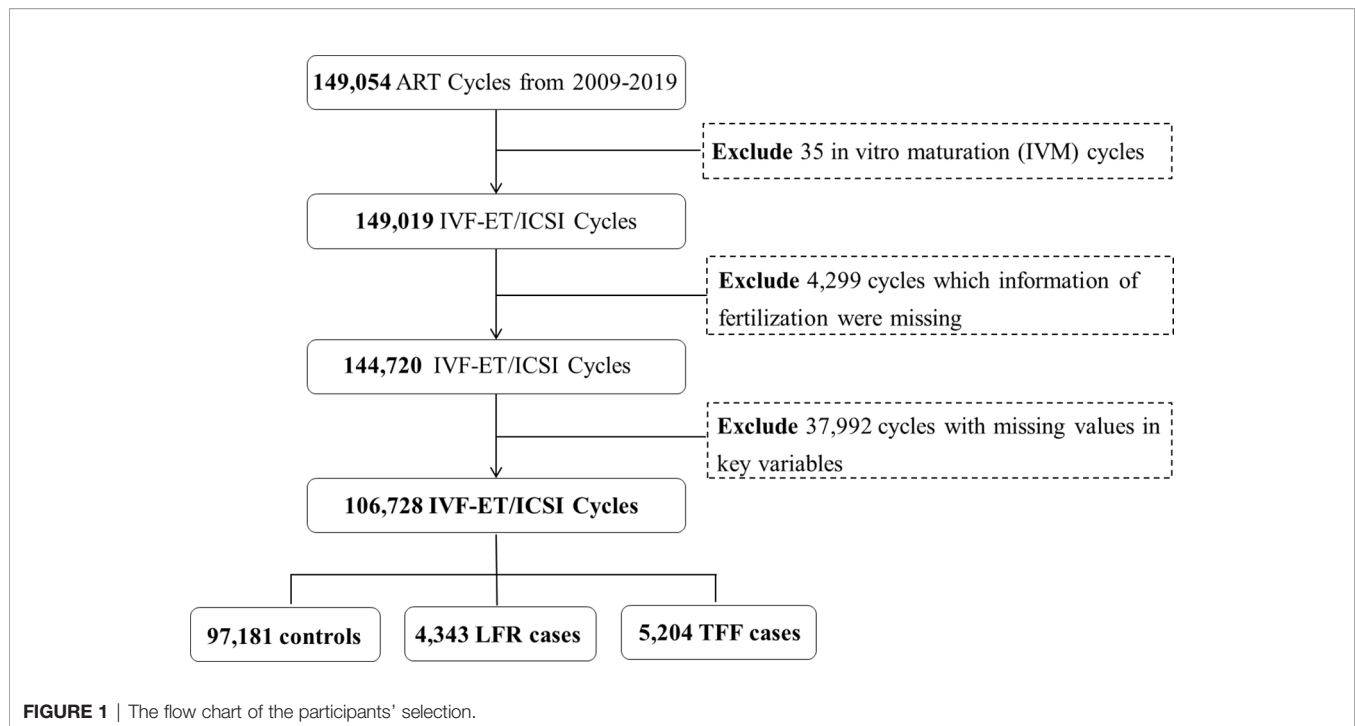 149,054 ART Cycles from 2009-2019
Exclude 35 in vitro maturation (IVM) cycles
149,019 IVF-ET/ICSI Cycles
Exclude 4,299 cycles which information of
fertilization were missing
144,720 IVF-ET/ICSI Cycles
Exclude 37,992 cycles with missing values in
key variables
106,728 IVF-ET/ICSI Cycles
97,181 controls
4,343 LFR cases
5,204 TFF cases
FIGURE 1 | The flow chart of the participants’ selection.